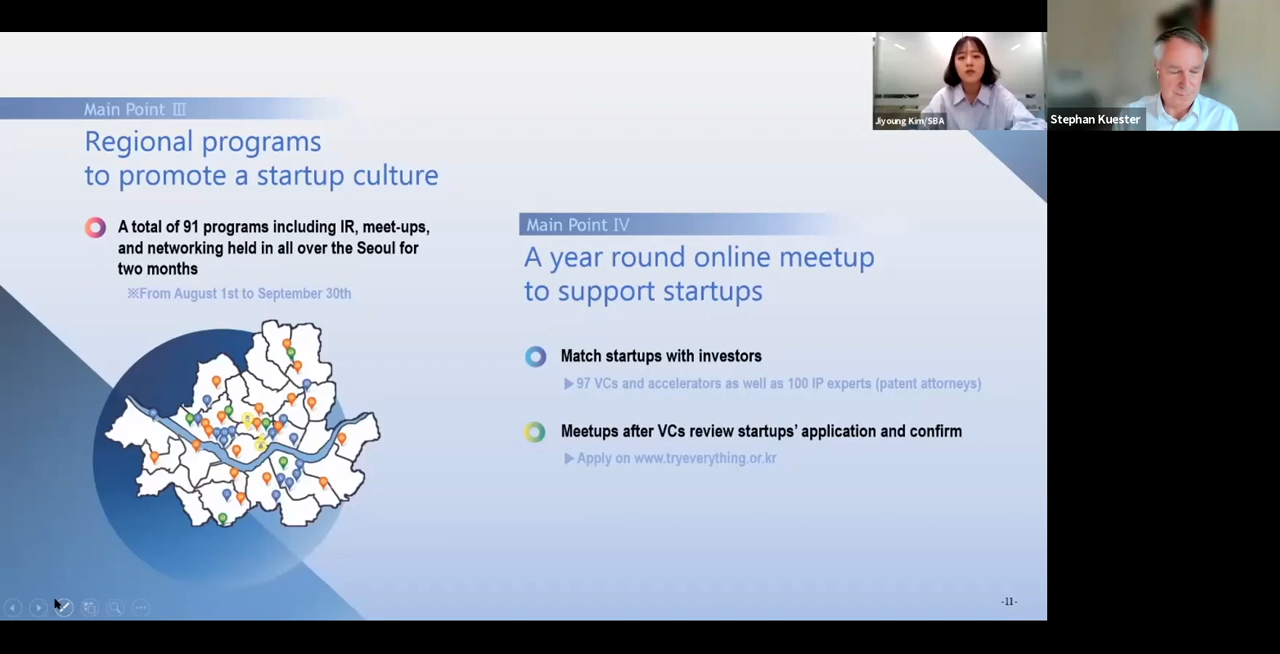 Main Point Ⅲ
Regional programs
to promote a startup culture
A total of 91 programs including IR, meet-ups,
and networking held in all over the Seoul for
two months
※From August 1st to September 30th
Main Point Ⅳ
A year round online meetup
to support startups
Match startups with investors
▶97 VCs and accelerators as well as 100 IP experts (patent attorneys)
Meetups after VCs review startups' application and confirm
▶Apply on www.tryeverything.or.kr
-11-
Jiyoung Kim/SBA
Stephan Kuester